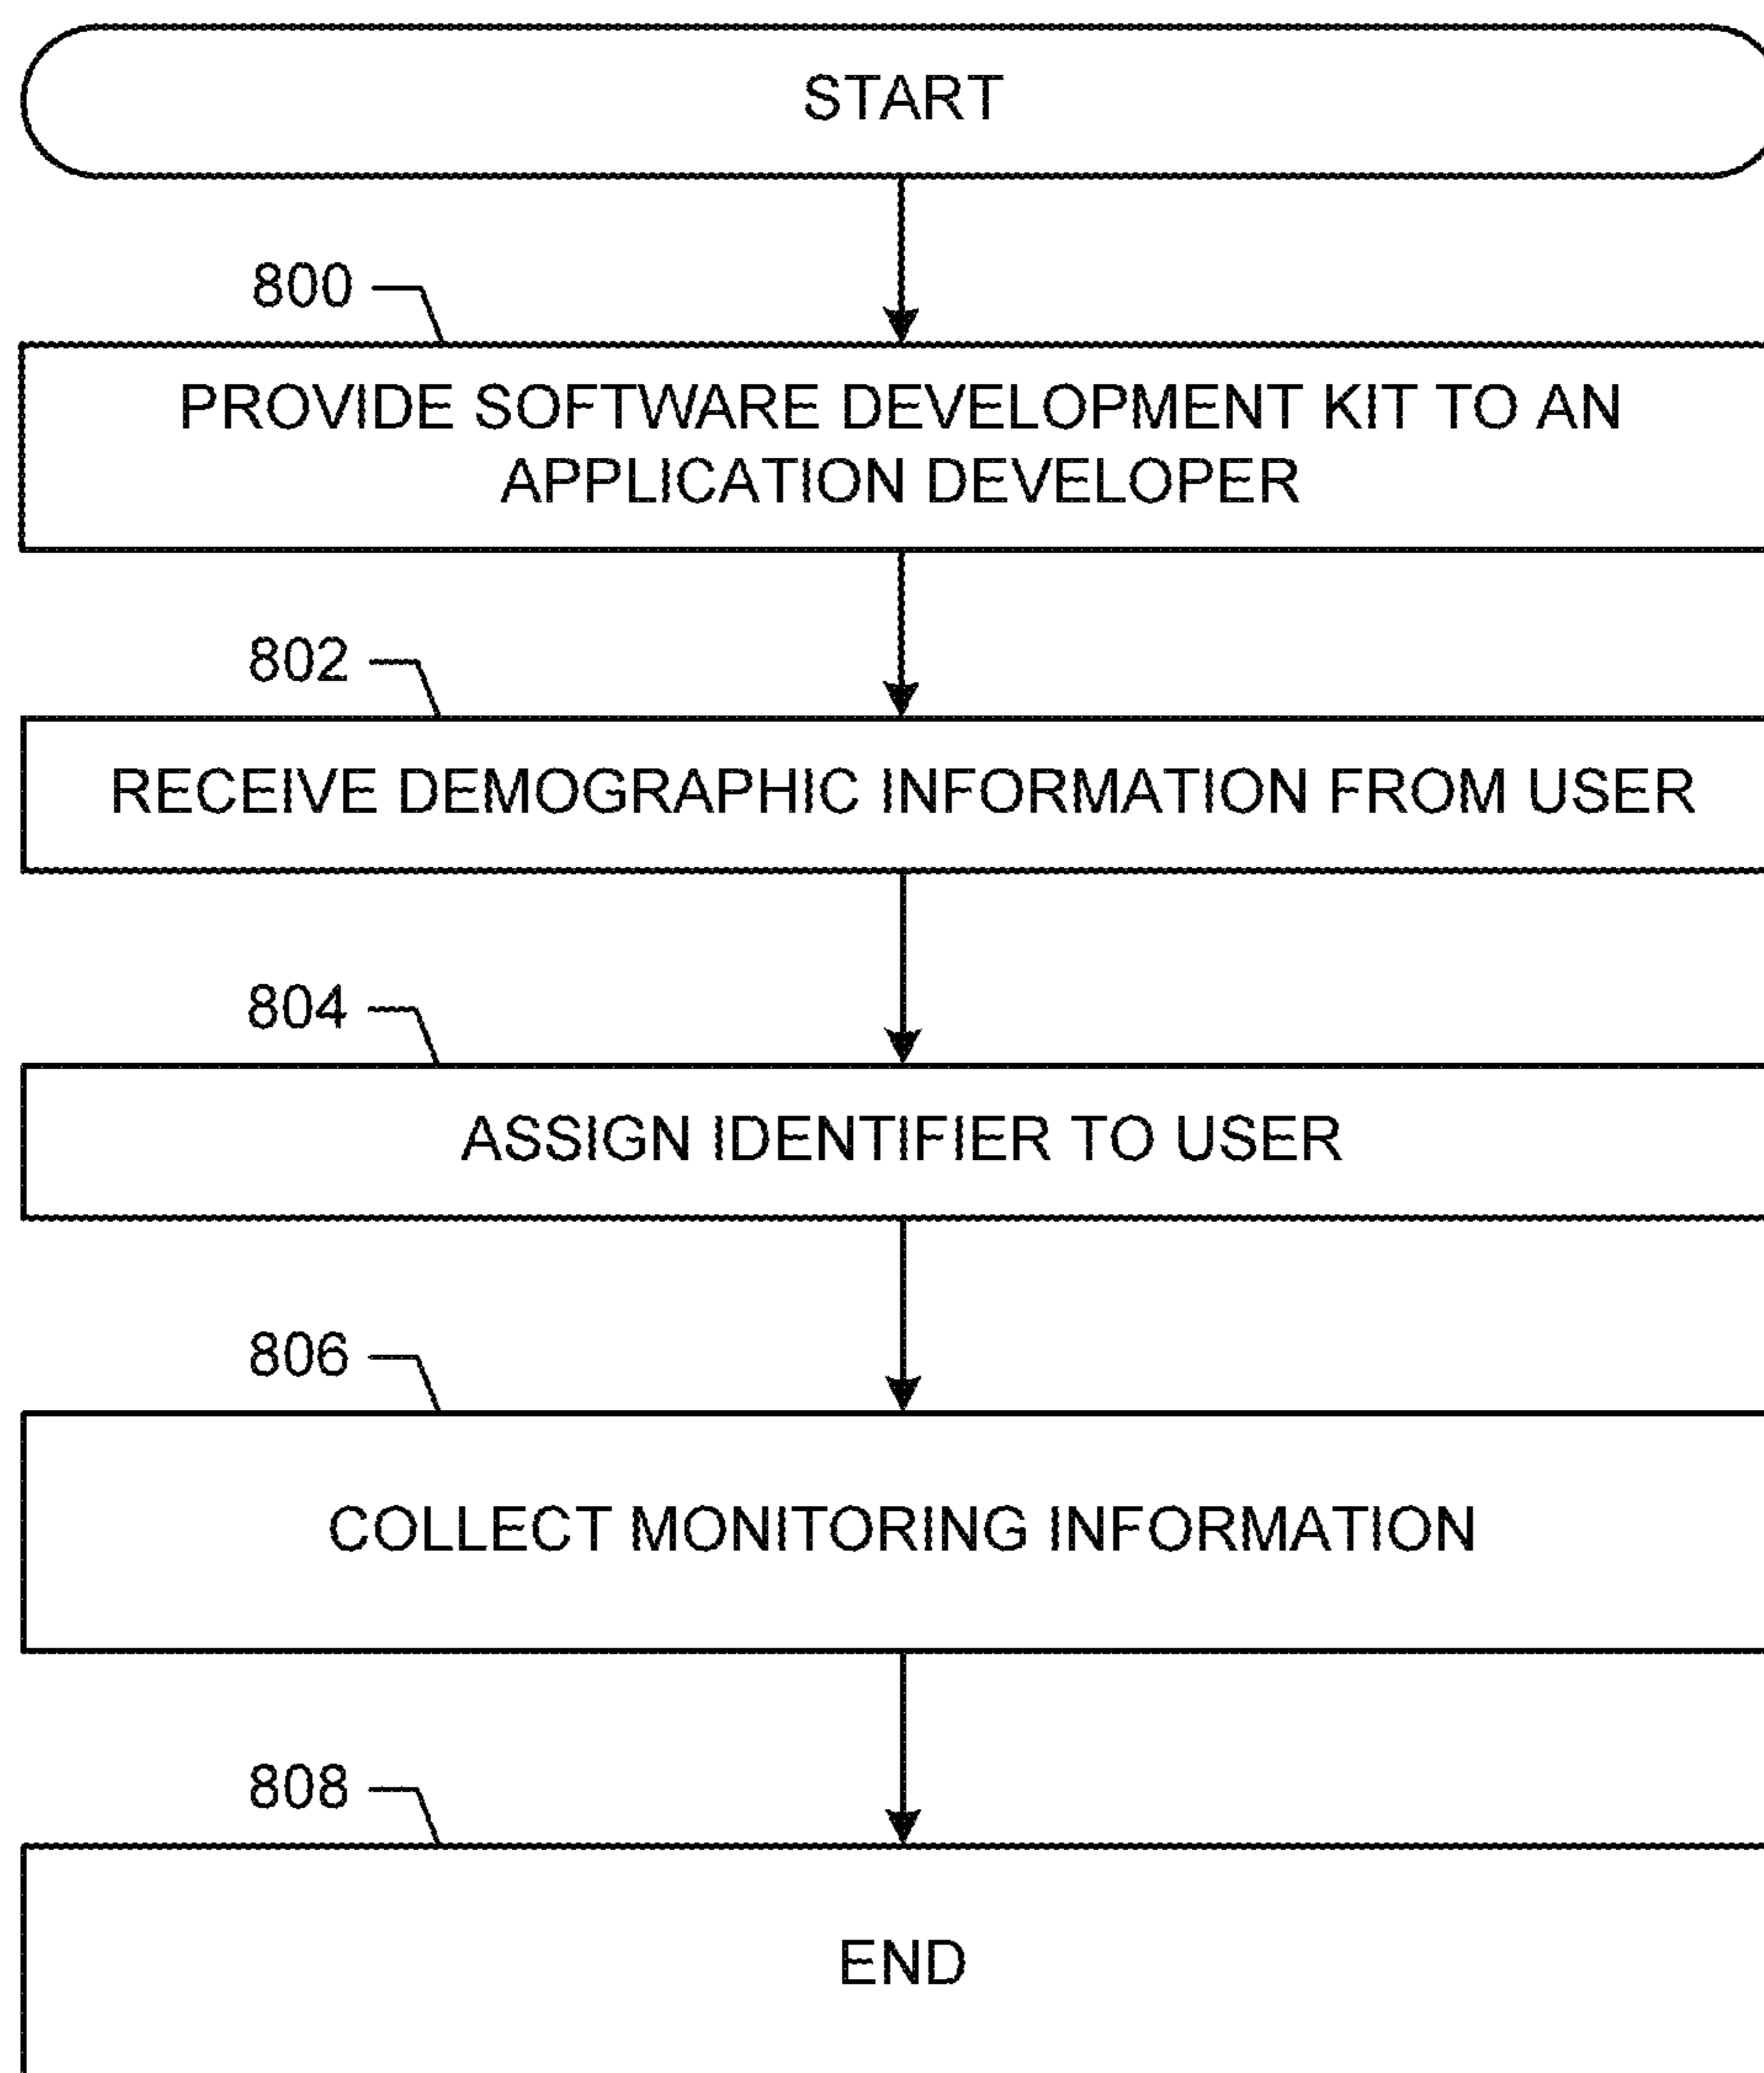 START
800
PROVIDE SOFTWARE DEVELOPMENT KIT TO AN
APPLICATION DEVELOPER
802
RECEIVE DEMOGRAPHIC INFORMATION FROM USER
804
ASSIGN IDENTIFIER TO USER
806
COLLECT MONITORING INFORMATION
808
END